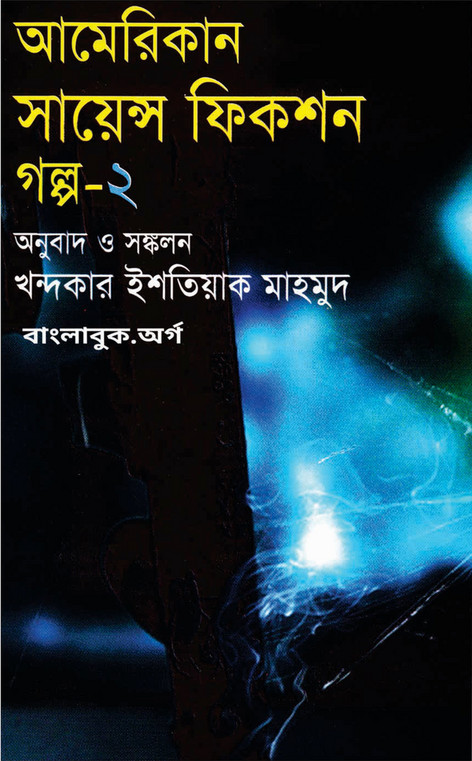 আমেরিকান
সায়েন্স ফিকশন
গল্প-২
অনুবাদ ও সঙ্কলন
খন্দকার ইশতিয়াক মাহমুদ
বাংলাবুক.অর্গ